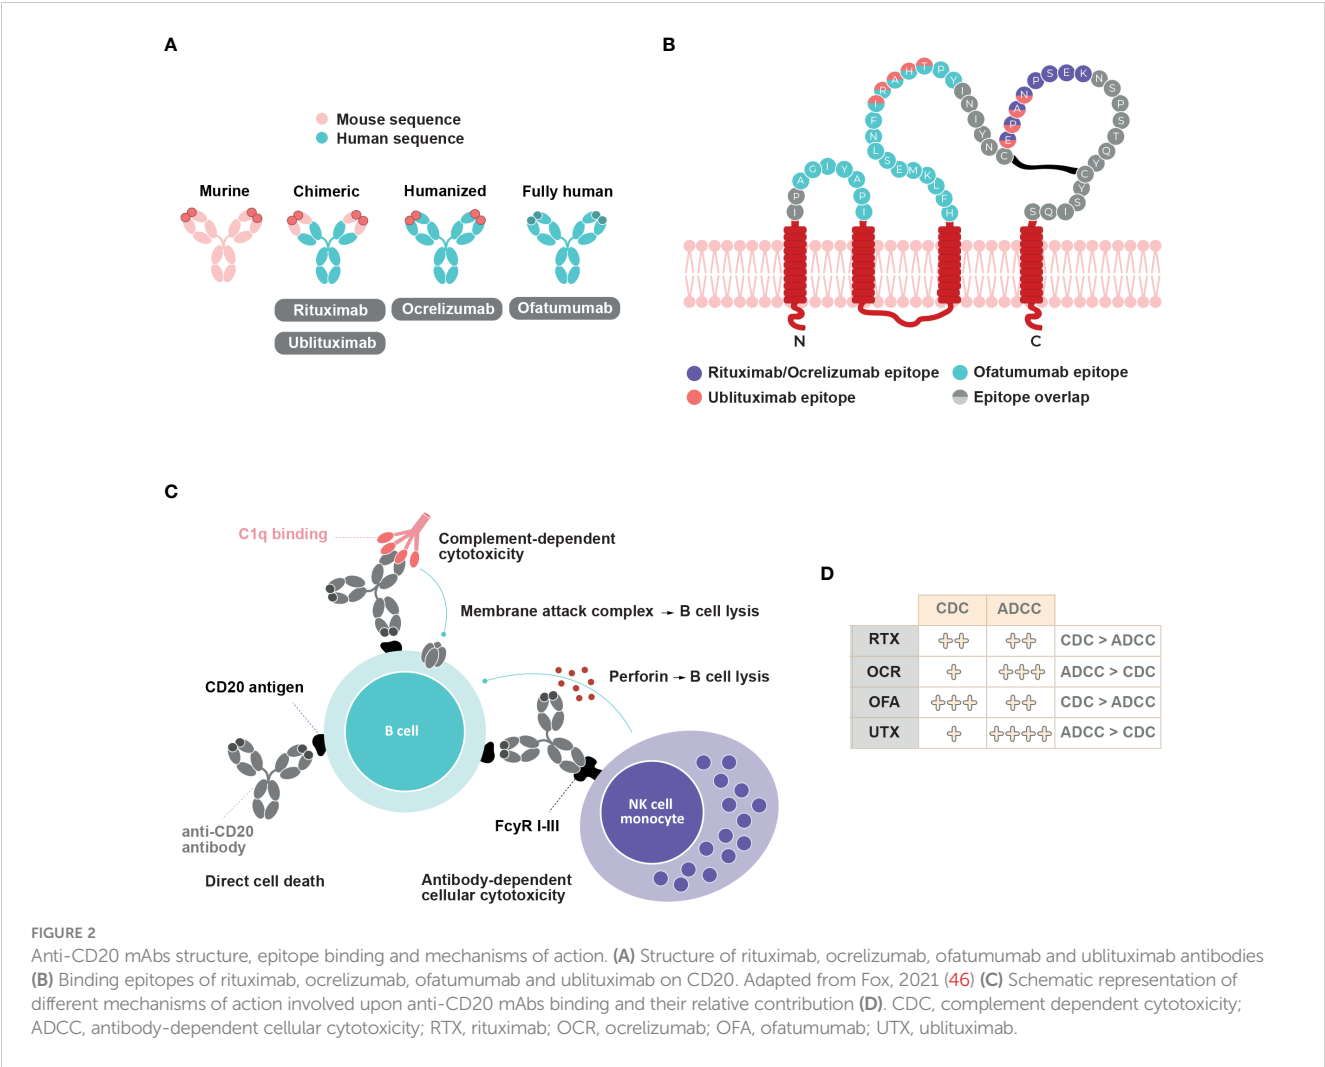 A
Mouse sequence
Human sequence
Murine
Chimeric
Humanized
Fully human
Rituximab
Ocrelizumab
Ofatumumab
Ublituximab
B
I P A G I Y A P I
H F L K M E S L N F I R A H T P Y I N I Y N C
E P A N P S E K N S P S T Q Y C Y S I Q S
N
C
Rituximab/Ocrelizumab epitope
Ofatumumab epitope
Ublituximab epitope
Epitope overlap
C
C1q binding
Complement-dependent
cytotoxicity
Membrane attack complex → B cell lysis
Perforin → B cell lysis
CD20 antigen
B cell
NK cell
monocyte
FcyR I-III
anti-CD20
antibody
Direct cell death
Antibody-dependent
cellular cytotoxicity
D
CDC ADCC
RTX ++ ++ CDC > ADCC
OCR + +++ ADCC > CDC
OFA +++ ++ CDC > ADCC
UTX + ++++ ADCC > CDC
FIGURE 2
Anti-CD20 mAbs structure, epitope binding and mechanisms of action. (A) Structure of rituximab, ocrelizumab, ofatumumab and ublituximab antibodies
(B) Binding epitopes of rituximab, ocrelizumab, ofatumumab and ublituximab on CD20. Adapted from Fox, 2021 (46) (C) Schematic representation of
different mechanisms of action involved upon anti-CD20 mAbs binding and their relative contribution (D). CDC, complement dependent cytotoxicity;
ADCC, antibody-dependent cellular cytotoxicity; RTX, rituximab; OCR, ocrelizumab; OFA, ofatumumab; UTX, ublituximab.